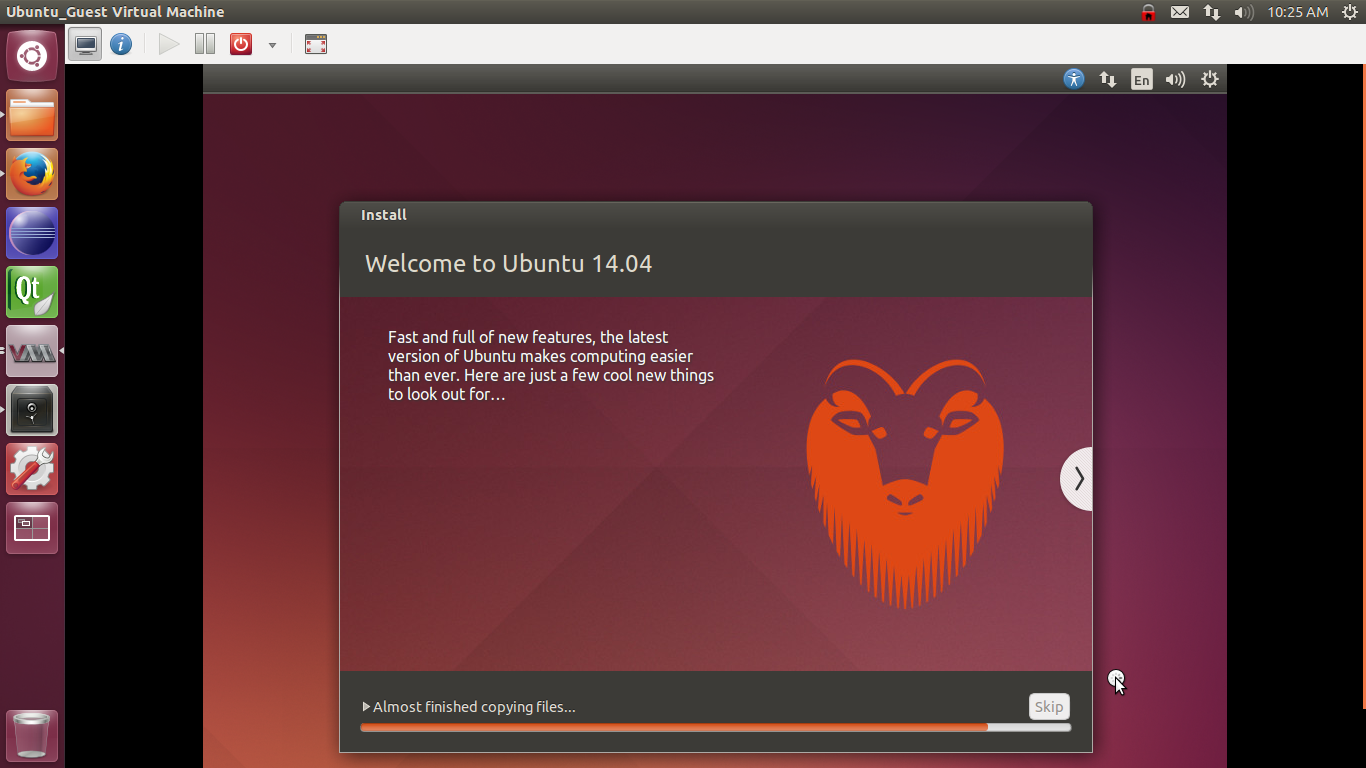 Ubuntu_Guest Virtual Machine
10:25 AM
En
Qt
VM
Install
Welcome to Ubuntu 14.04
Fast and full of new features, the latest
version of Ubuntu makes computing easier
than ever. Here are just a few cool new things
to look out for…
Almost finished copying files...
Skip